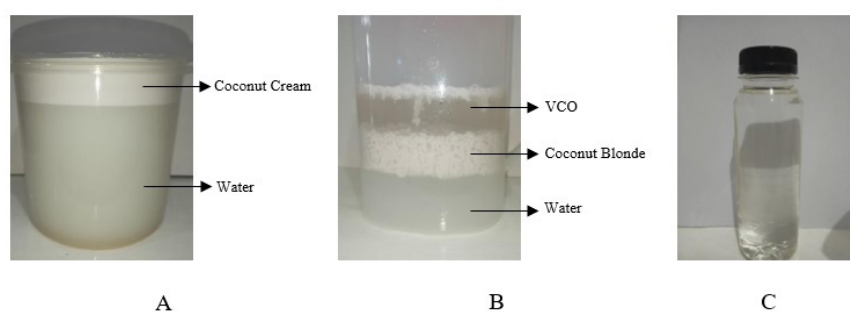 Coconut Cream
Water
VCO
Coconut Blonde
Water
A
B
C